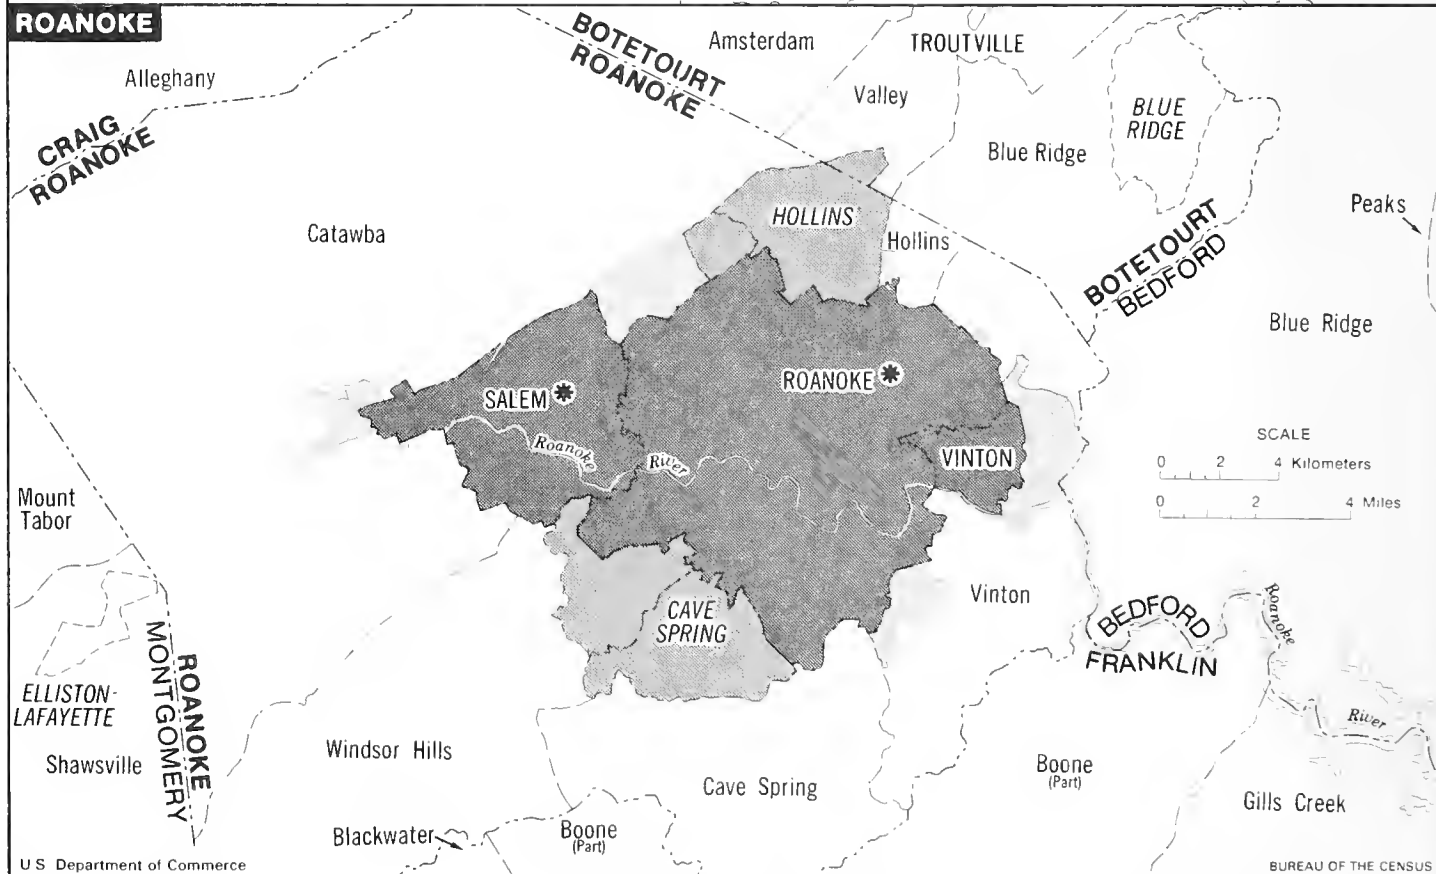 ROANOKE
Alleghany
CRAIG
ROANOKE
BOTETOURT
ROANOKE
Amsterdam
TROUTVILLE
Valley
BLUE
RIDGE
Blue Ridge
Peaks
Catawba
HOLLINS
Hollins
BOTETOURT
BEDFORD
Blue Ridge
SALEM
ROANOKE
Roanoke
River
VINTON
SCALE
0 2 4 Kilometers
0 2 4 Miles
Mount
Tabor
Vinton
CAVE
SPRING
BEDFORD
FRANKLIN
Roanoke
River
ELLISTON-
LAFAYETTE
ROANOKE
MONTGOMERY
Shawsville
Windsor Hills
Cave Spring
Boone
(Part)
Gills Creek
Blackwater
Boone
(Part)
U S Department of Commerce
BUREAU OF THE CENSUS